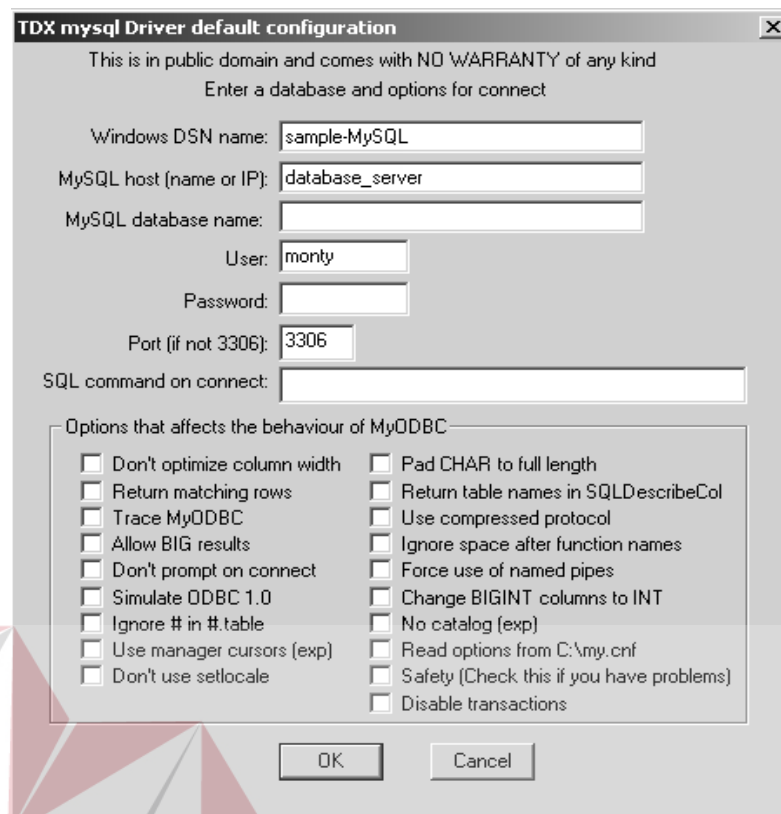 TDX mysql Driver default configuration
This is in public domain and comes with NO WARRANTY of any kind
Enter a database and options for connect
Windows DSN name: sample-MySQL
MySQL host (name or IP): database_server
MySQL database name:
User: monty
Password:
Port (if not 3306): 3306
SQL command on connect:
Options that affects the behaviour of MyODBC
Don't optimize column width Pad CHAR to full length
Return matching rows Return table names in SQLDescribeCol
Trace MyODBC Use compressed protocol
Allow BIG results Ignore space after function names
Don't prompt on connect Force use of named pipes
Simulate ODBC 1.0 Change BIGINT columns to INT
Ignore # in #.table No catalog (exp)
Use manager cursors (exp) Read options from C:\my.cnf
Don't use setlocale Safety (Check this if you have problems)
Disable transactions
OK Cancel